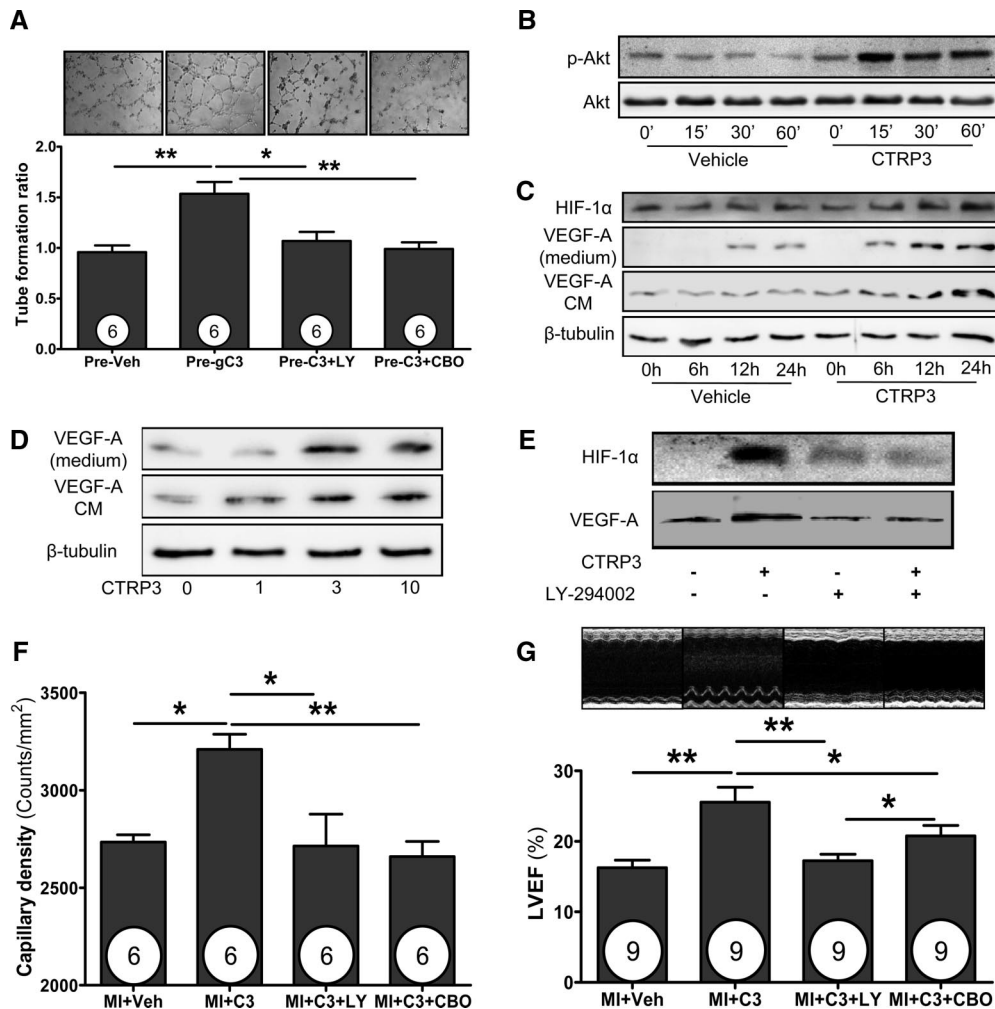 A
** * **
2.0
1.5
1.0
0.5
0.0
Tube formation ratio
6 6 6 6
Pre-Veh Pre-gC3 Pre-C3+LY Pre-C3+CBO
B
p-Akt
Akt
0’ 15’ 30’ 60’ 0’ 15’ 30’ 60’
Vehicle CTRP3
C
HIF-1α
VEGF-A
(medium)
VEGF-A
CM
β-tubulin
0h 6h 12h 24h 0h 6h 12h 24h
Vehicle CTRP3
D
VEGF-A
(medium)
VEGF-A
CM
β-tubulin
CTRP3 0 1 3 10
E
HIF-1α
VEGF-A
CTRP3 - + - +
LY-294002 - - + +
F
* * **
3500
3000
2500
2000
Capillary density (Counts/mm²)
6 6 6 6
MI+Veh MI+C3 MI+C3+LY MI+C3+CBO
G
** ** * *
30
20
10
0
LVEF (%)
9 9 9 9
MI+Veh MI+C3 MI+C3+LY MI+C3+CBO